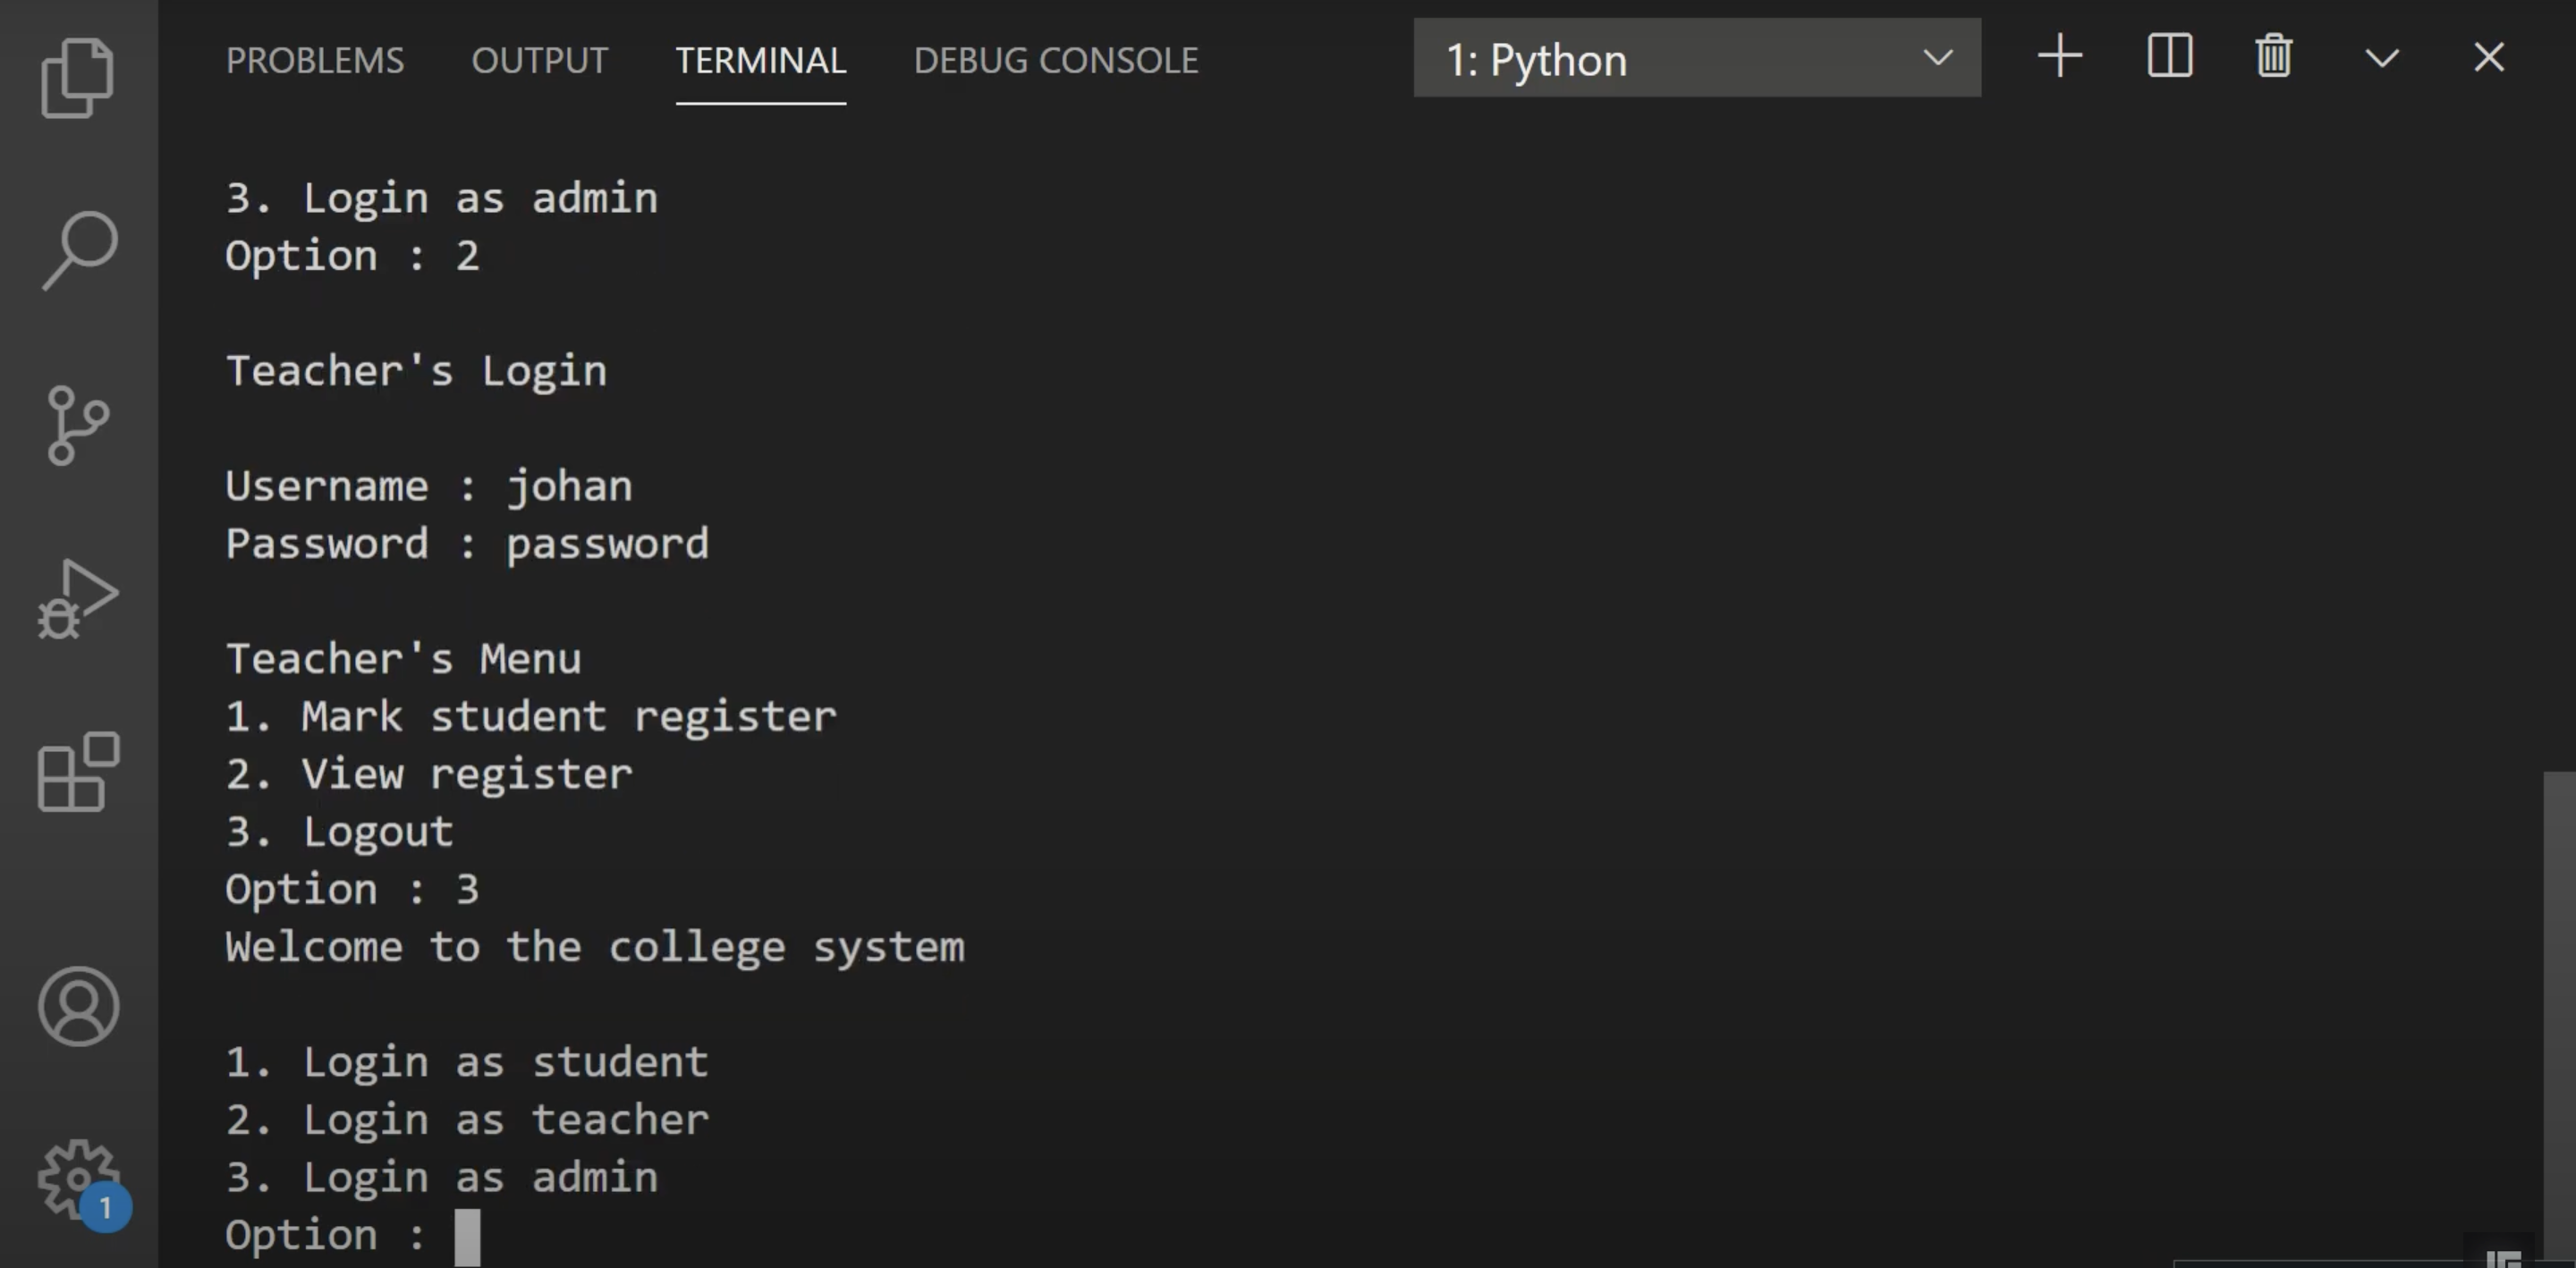 PROBLEMS OUTPUT TERMINAL DEBUG CONSOLE 1: Python
3. Login as admin
Option : 2
Teacher's Login
Username : johan
Password : password
Teacher's Menu
1. Mark student register
2. View register
3. Logout
Option : 3
Welcome to the college system
1. Login as student
2. Login as teacher
3. Login as admin
Option :
1